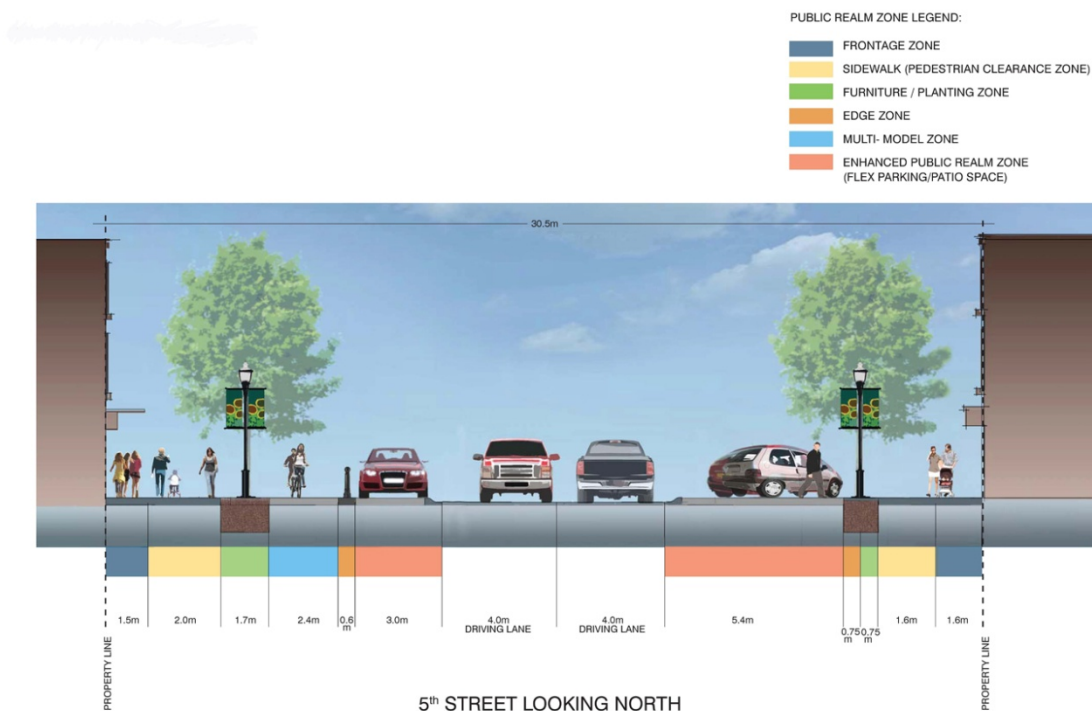 PUBLIC REALM ZONE LEGEND:
FRONTAGE ZONE
SIDEWALK (PEDESTRIAN CLEARANCE ZONE)
FURNITURE / PLANTING ZONE
EDGE ZONE
MULTI- MODEL ZONE
ENHANCED PUBLIC REALM ZONE
(FLEX PARKING/PATIO SPACE)
30.5m
1.5m
2.0m
1.7m
2.4m
0.6
m
3.0m
4.0m
DRIVING LANE
4.0m
DRIVING LANE
5.4m
0.75
m
0.75
m
1.6m
1.6m
PROPERTY LINE
PROPERTY LINE
5th STREET LOOKING NORTH